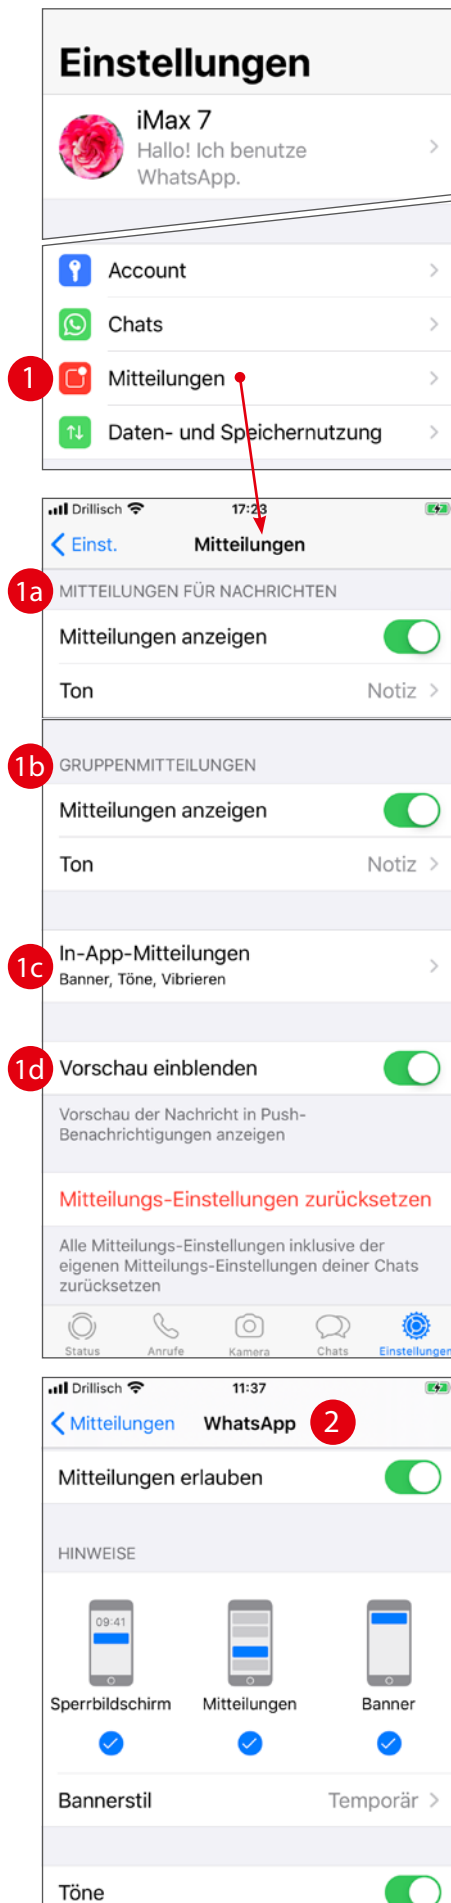 Einstellungen
iMax 7
Hallo! Ich benutze
WhatsApp.
Account
Chats
1 Mitteilungen
Daten- und Speichernutzung
Drillisch 17:23
Einst. Mitteilungen
1a MITTEILUNGEN FÜR NACHRICHTEN
Mitteilungen anzeigen
Ton Notiz
1b GRUPPENMITTEILUNGEN
Mitteilungen anzeigen
Ton Notiz
1c In-App-Mitteilungen
Banner, Töne, Vibrieren
1d Vorschau einblenden
Vorschau der Nachricht in Push-
Benachrichtigungen anzeigen
Mitteilungs-Einstellungen zurücksetzen
Alle Mitteilungs-Einstellungen inklusive der
eigenen Mitteilungs-Einstellungen deiner Chats
zurücksetzen
Status Anrufe Kamera Chats Einstellungen
Drillisch 11:37
Mitteilungen WhatsApp 2
Mitteilungen erlauben
HINWEISE
09:41
Sperrbildschirm Mitteilungen Banner
Bannerstil Temporär
Töne